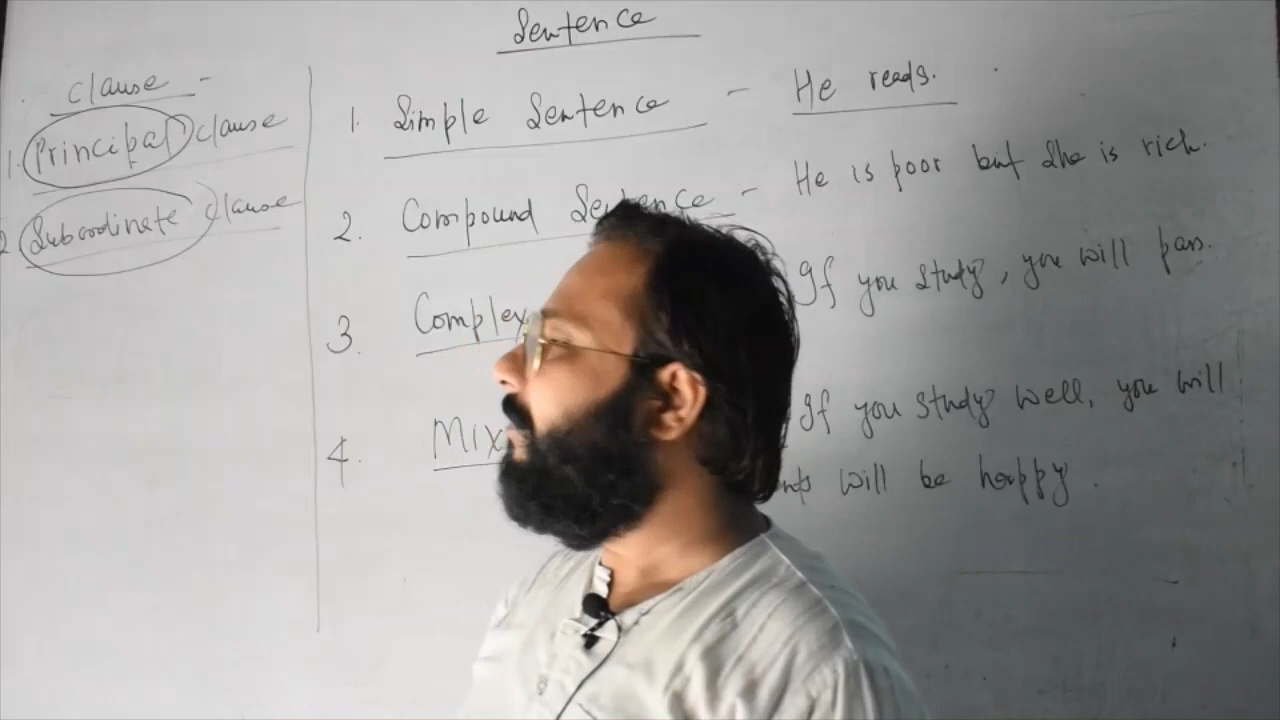 Sentence
clause -
1. Principal clause
2 Subordinate clause
1. Simple Sentence - He reads.
2. Compound Sentence - He is poor but She is rich.
3. Complex If you study, you will pass.
4. Mix If you study well, you will
will be happy.